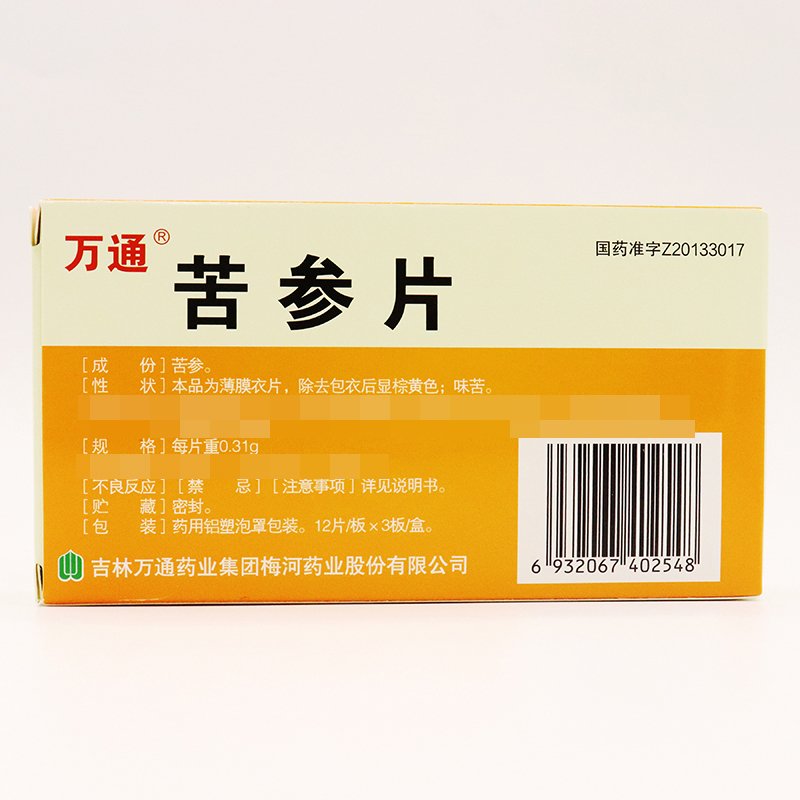 万通®
苦参片
国药准字Z20133017
[成　份]苦参。
[性　状]本品为薄膜衣片，除去包衣后显棕黄色；味苦。
[规　格]每片重0.31g
[不良反应][禁　忌][注意事项]详见说明书。
[贮　藏]密封。
[包　装]药用铝塑泡罩包装。12片/板×3板/盒。
吉林万通药业集团梅河药业股份有限公司
6 932067 402548